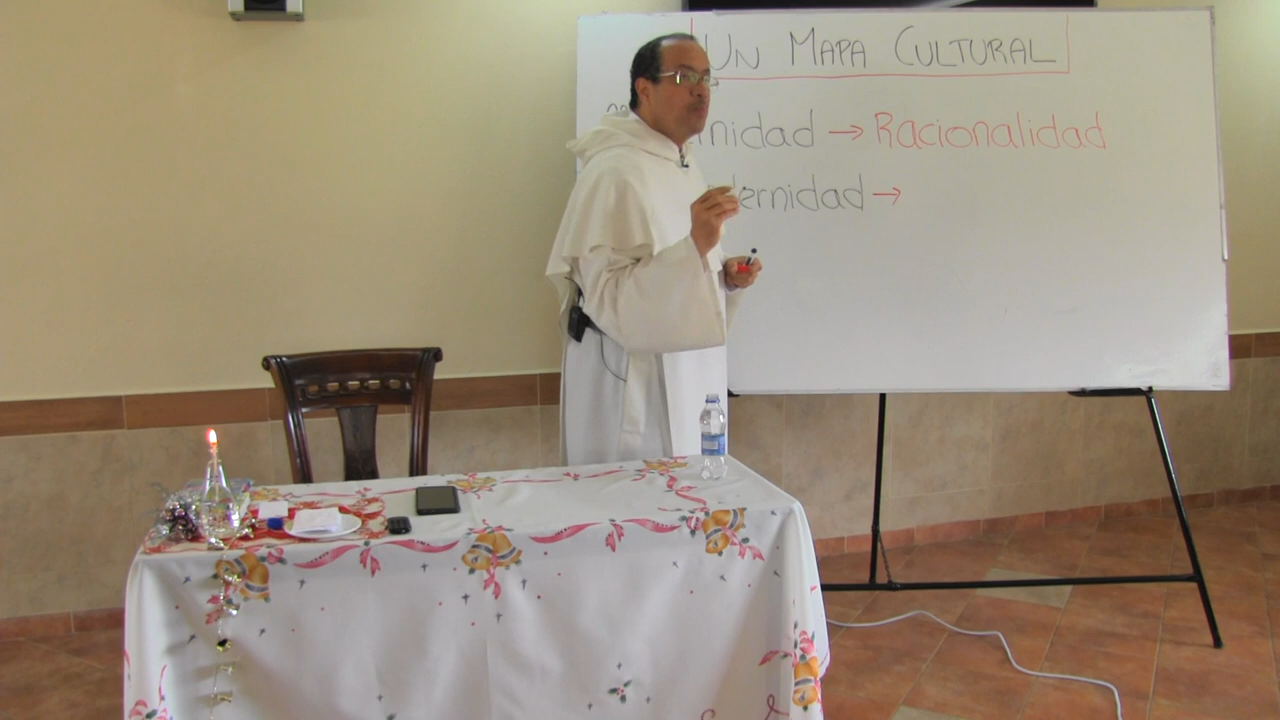 UN MAPA CULTURAL
nidad → Racionalidad
dernidad →